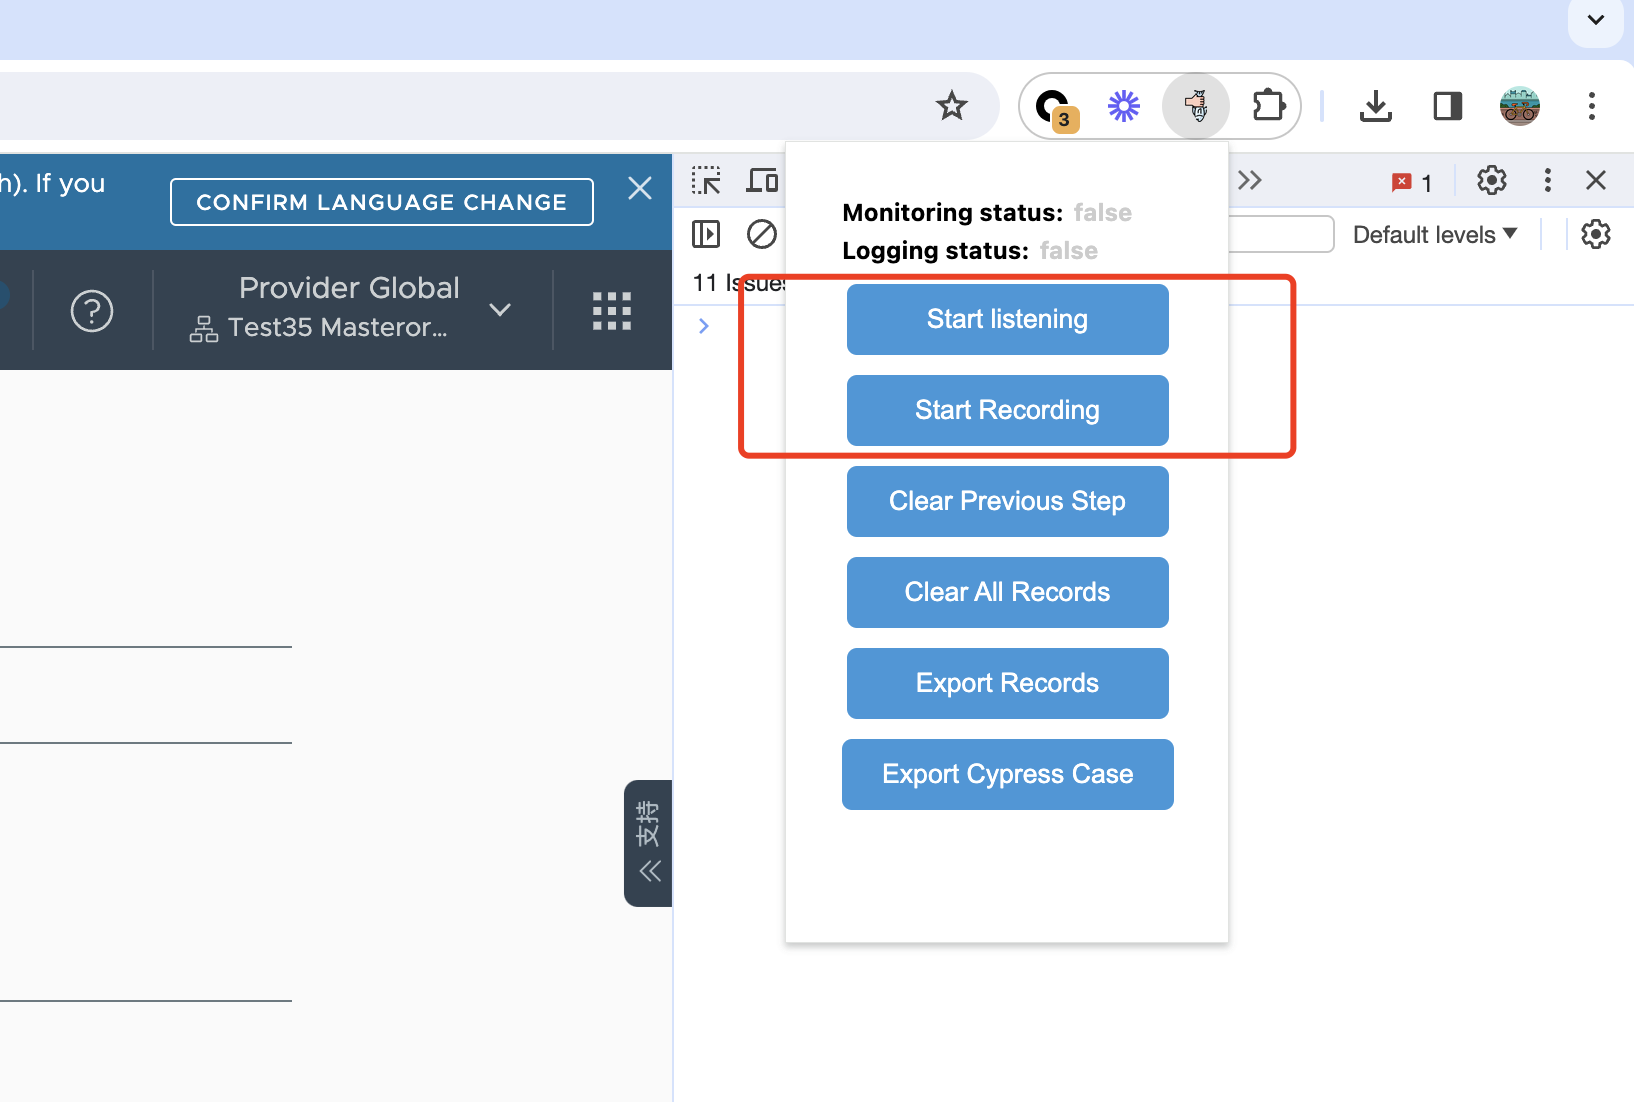 3
h). If you
CONFIRM LANGUAGE CHANGE
Provider Global
Test35 Masteror...
支持
1
Default levels
11 Issues
Monitoring status: false
Logging status: false
Start listening
Start Recording
Clear Previous Step
Clear All Records
Export Records
Export Cypress Case